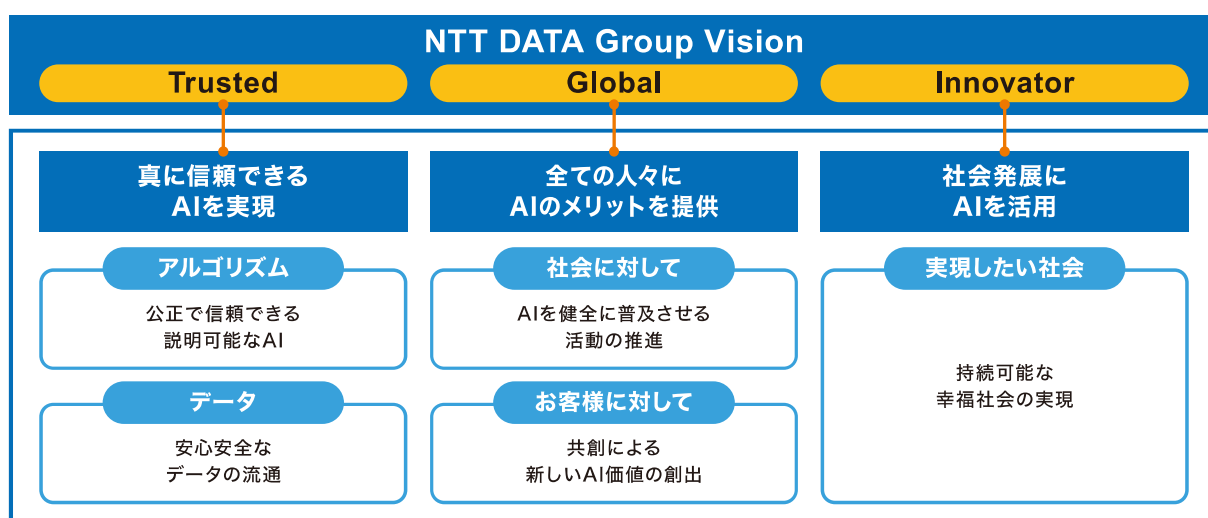 NTT DATA Group Vision
Trusted
Global
Innovator
真に信頼できる
AIを実現
全ての人々に
AIのメリットを提供
社会発展に
AIを活用
アルゴリズム
公正で信頼できる
説明可能なAI
データ
安心安全な
データの流通
社会に対して
AIを健全に普及させる
活動の推進
お客様に対して
共創による
新しいAI価値の創出
実現したい社会
持続可能な
幸福社会の実現